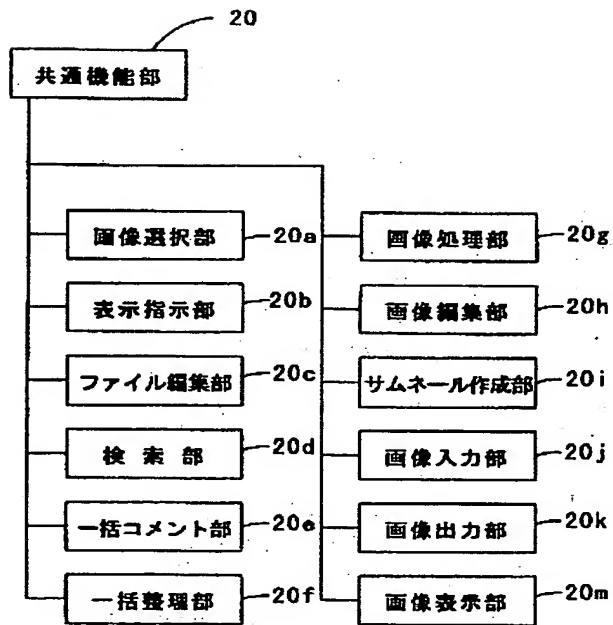 20
共通機能部
画像選択部 20a
表示指示部 20b
ファイル編集部 20c
検索部 20d
一括コメント部 20e
一括整理部 20f
画像処理部 20g
画像編集部 20h
サムネール作成部 20i
画像入力部 20j
画像出力部 20k
画像表示部 20m